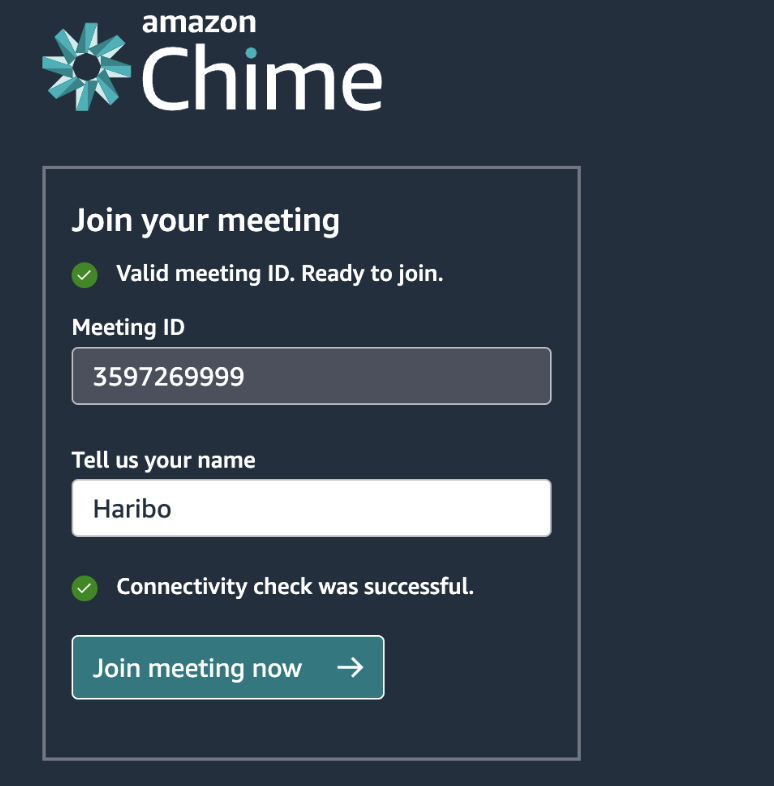 amazon
Chime
Join your meeting
Valid meeting ID. Ready to join.
Meeting ID
3597269999
Tell us your name
Haribo
Connectivity check was successful.
Join meeting now